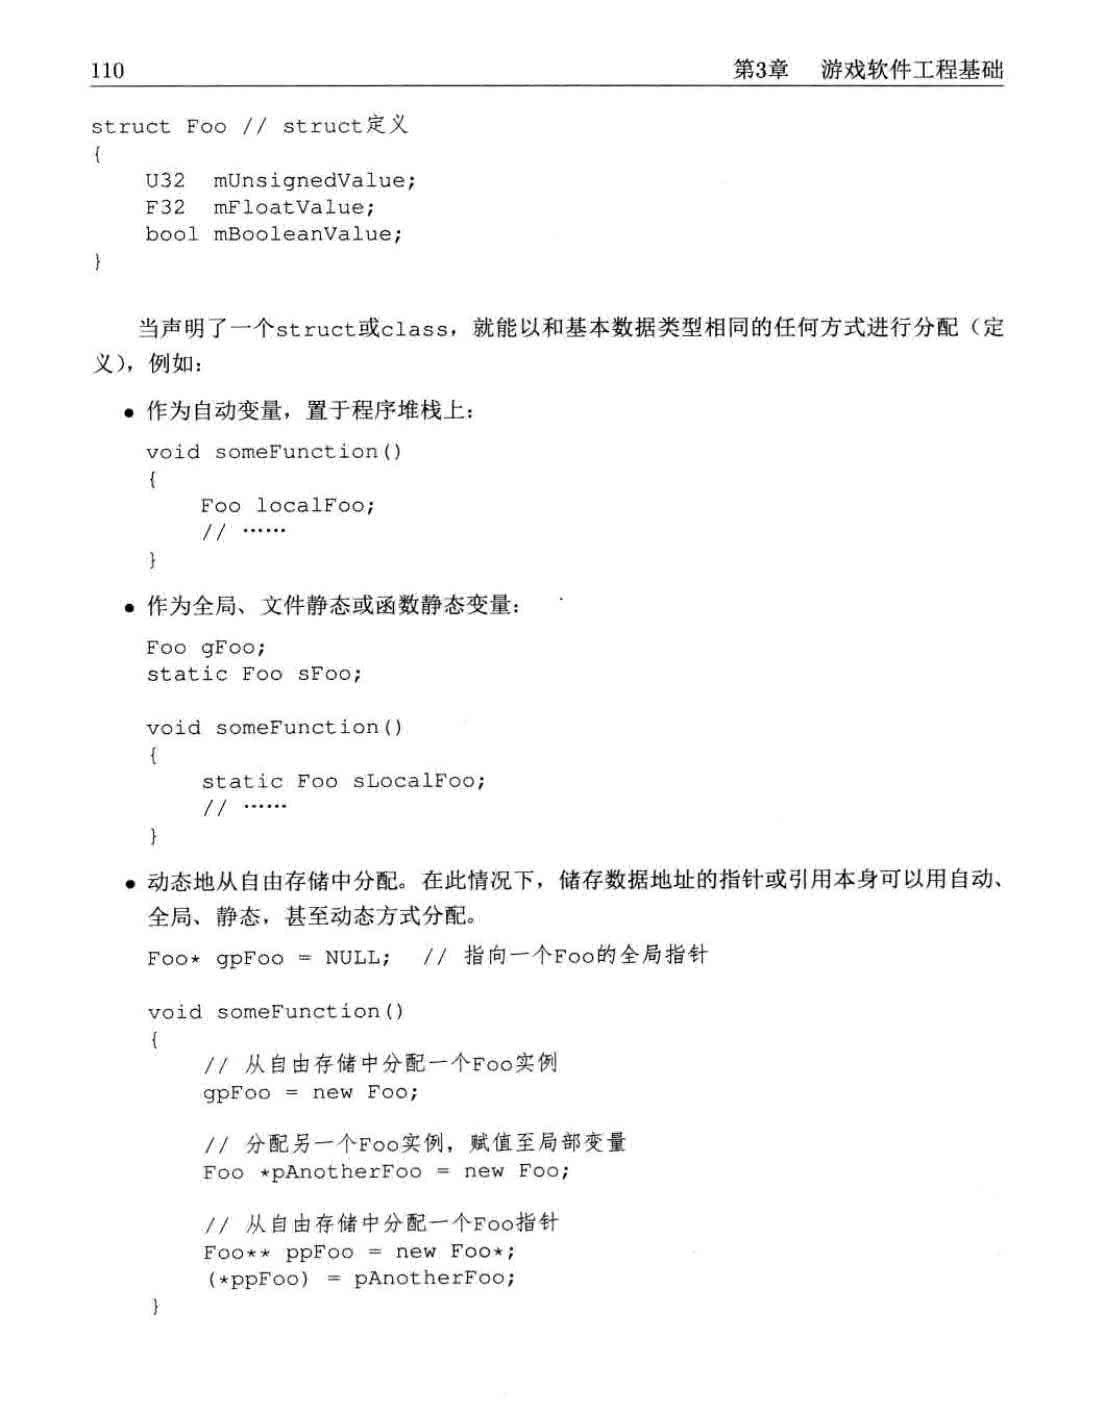 110 第3章 游戏软件工程基础
struct Foo // struct定义
{
U32 mUnsignedValue;
F32 mFloatValue;
bool mBooleanValue;
}
当声明了一个struct或class，就能以和基本数据类型相同的任何方式进行分配（定
义），例如：
● 作为自动变量，置于程序堆栈上：
void someFunction()
{
Foo localFoo;
// ……
}
● 作为全局、文件静态或函数静态变量：
Foo gFoo;
static Foo sFoo;
void someFunction()
{
static Foo sLocalFoo;
// ……
}
● 动态地从自由存储中分配。在此情况下，储存数据地址的指针或引用本身可以用自动、
全局、静态，甚至动态方式分配。
Foo* gpFoo = NULL; // 指向一个Foo的全局指针
void someFunction()
{
// 从自由存储中分配一个Foo实例
gpFoo = new Foo;
// 分配另一个Foo实例，赋值至局部变量
Foo *pAnotherFoo = new Foo;
// 从自由存储中分配一个Foo指针
Foo** ppFoo = new Foo*;
(*ppFoo) = pAnotherFoo;
}